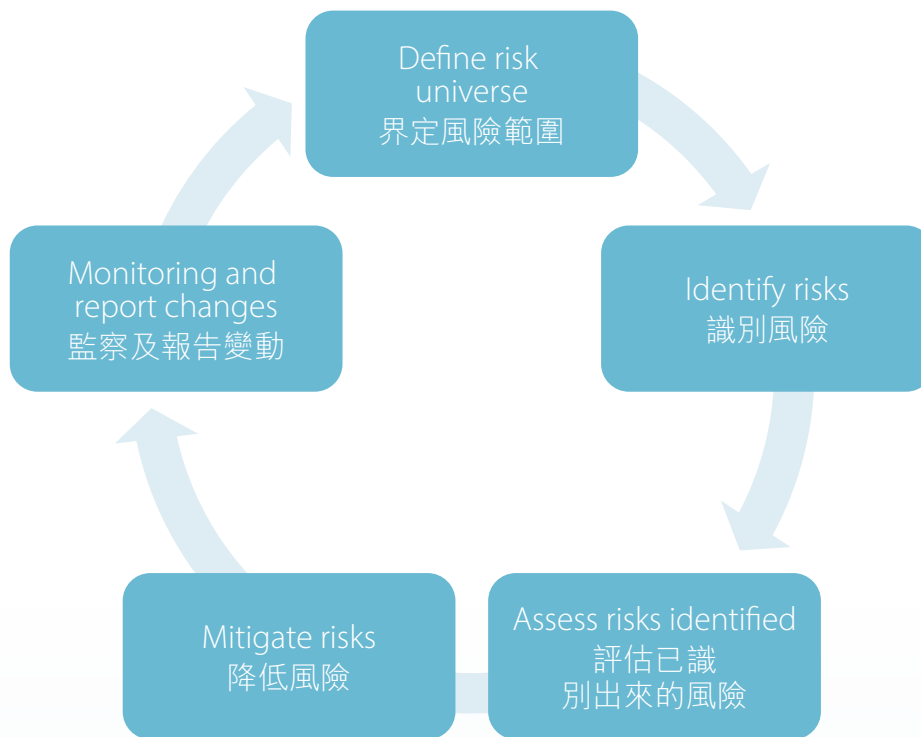 Define risk
universe
界定風險範圍
Identify risks
識別風險
Assess risks identified
評估已識
別出來的風險
Mitigate risks
降低風險
Monitoring and
report changes
監察及報告變動